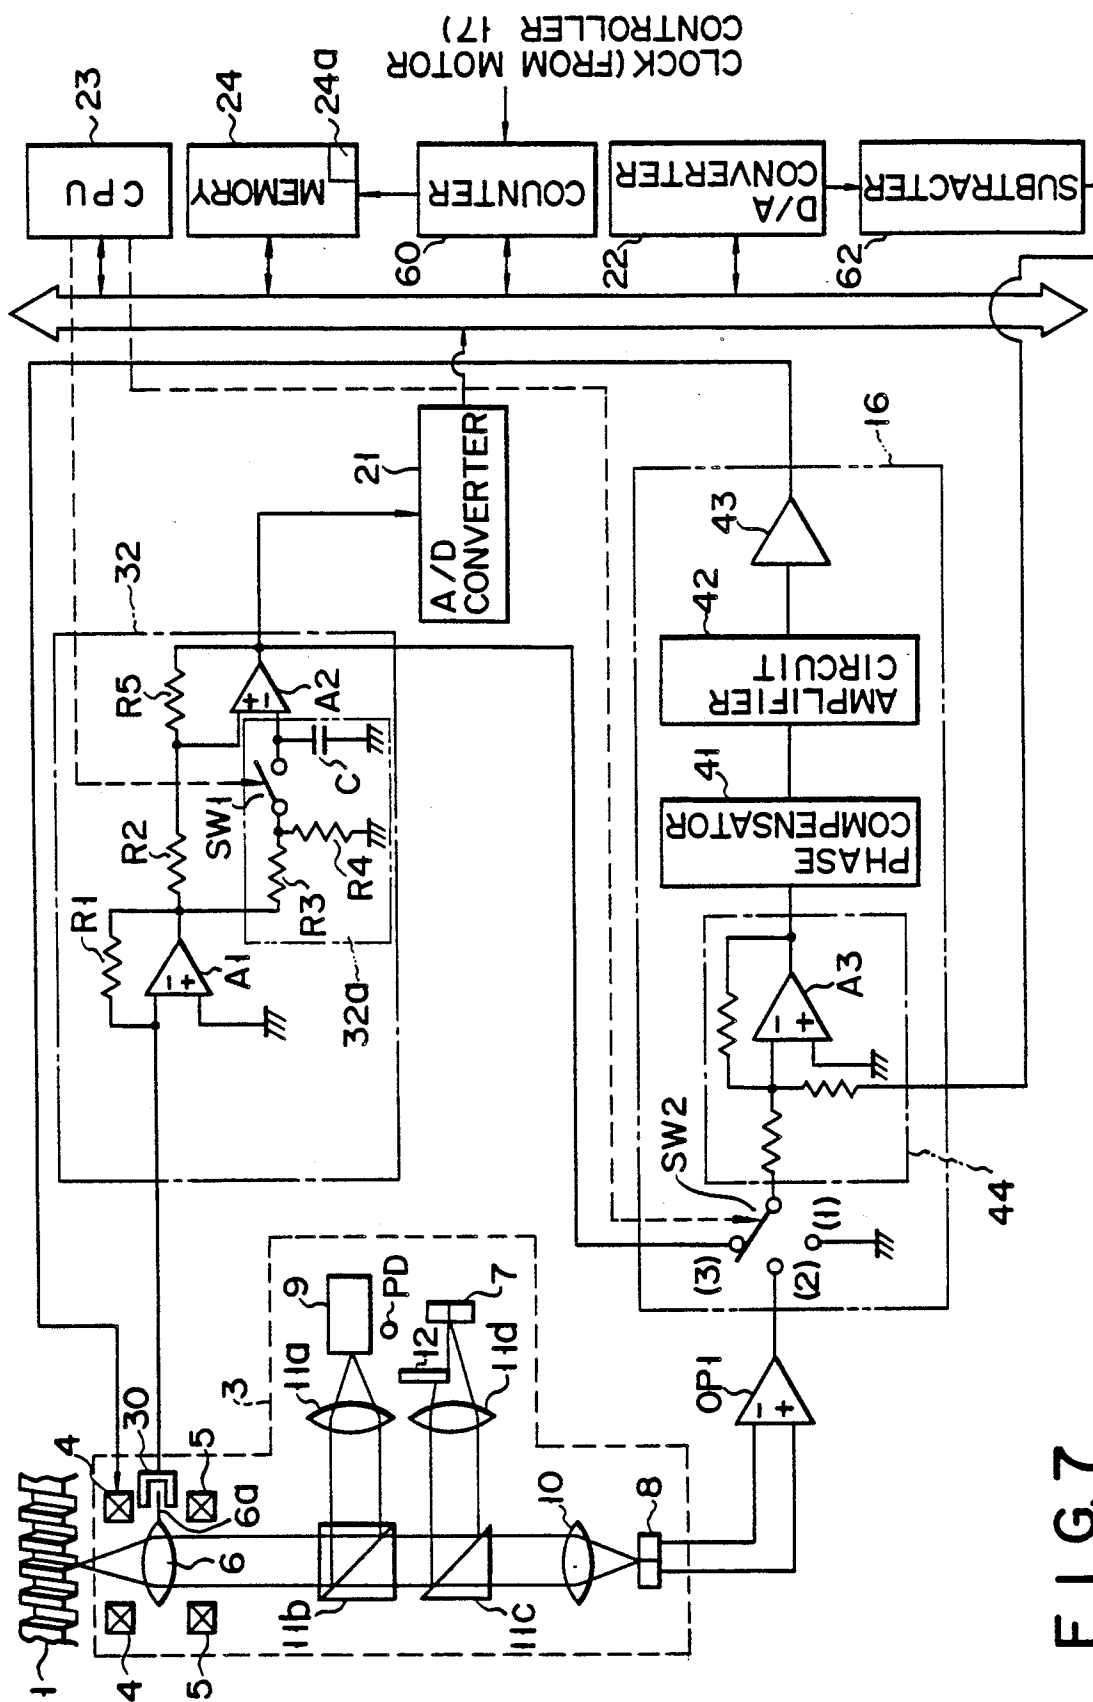 CLOCK(FROM MOTOR
CONTROLLER 17)
23
CPU
24
MEMORY
24a
60
COUNTER
22
D/A
CONVERTER
62
SUBTRACTER
21
A/D
CONVERTER
32
R5
A2
R2
SW1
C
R1
A1
R3
R4
32a
16
43
42
AMPLIFIER
CIRCUIT
41
PHASE
COMPENSATOR
A3
44
SW2
(1)
(2)
(3)
OP1
3
9
PD
7
11a
12
11d
4
30
5
6a
6
10
8
11b
11c
1
4
5
FIG. 7